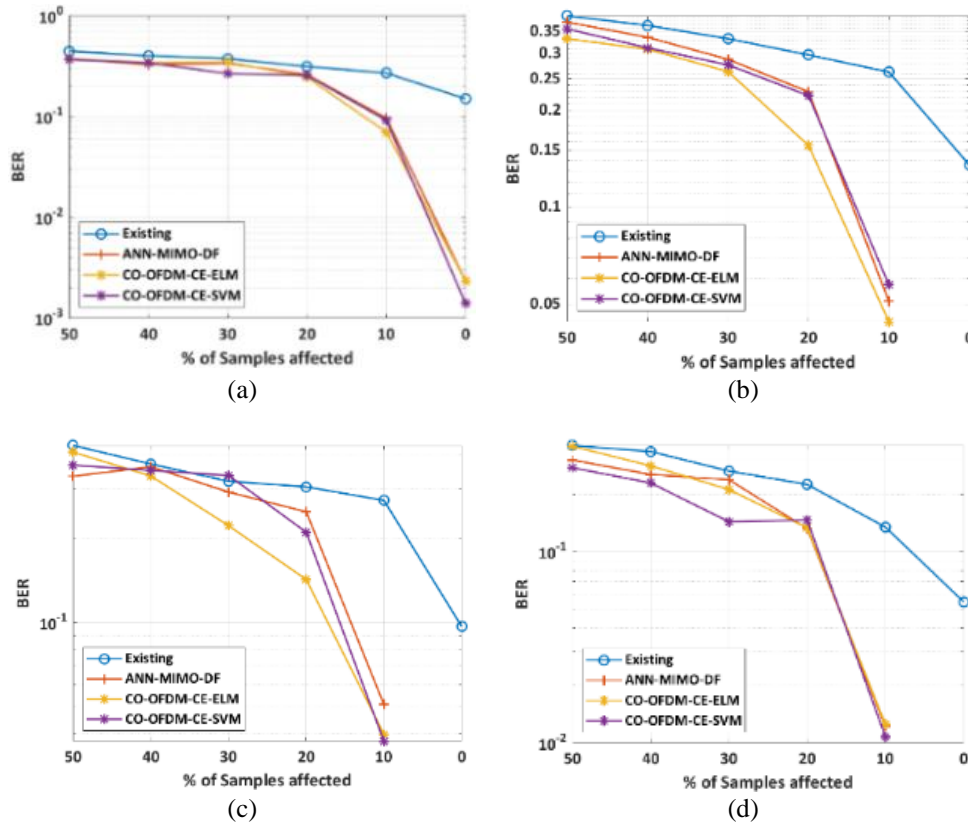 10^0
10^-1
10^-2
10^-3
BER
50 40 30 20 10 0
% of Samples affected
Existing
ANN-MIMO-DF
CO-OFDM-CE-ELM
CO-OFDM-CE-SVM
(a)
0.35
0.3
0.25
0.2
0.15
0.1
0.05
BER
50 40 30 20 10 0
% of Samples affected
Existing
ANN-MIMO-DF
CO-OFDM-CE-ELM
CO-OFDM-CE-SVM
(b)
10^-1
BER
50 40 30 20 10 0
% of Samples affected
Existing
ANN-MIMO-DF
CO-OFDM-CE-ELM
CO-OFDM-CE-SVM
(c)
10^-1
10^-2
BER
50 40 30 20 10 0
% of Samples affected
Existing
ANN-MIMO-DF
CO-OFDM-CE-ELM
CO-OFDM-CE-SVM
(d)